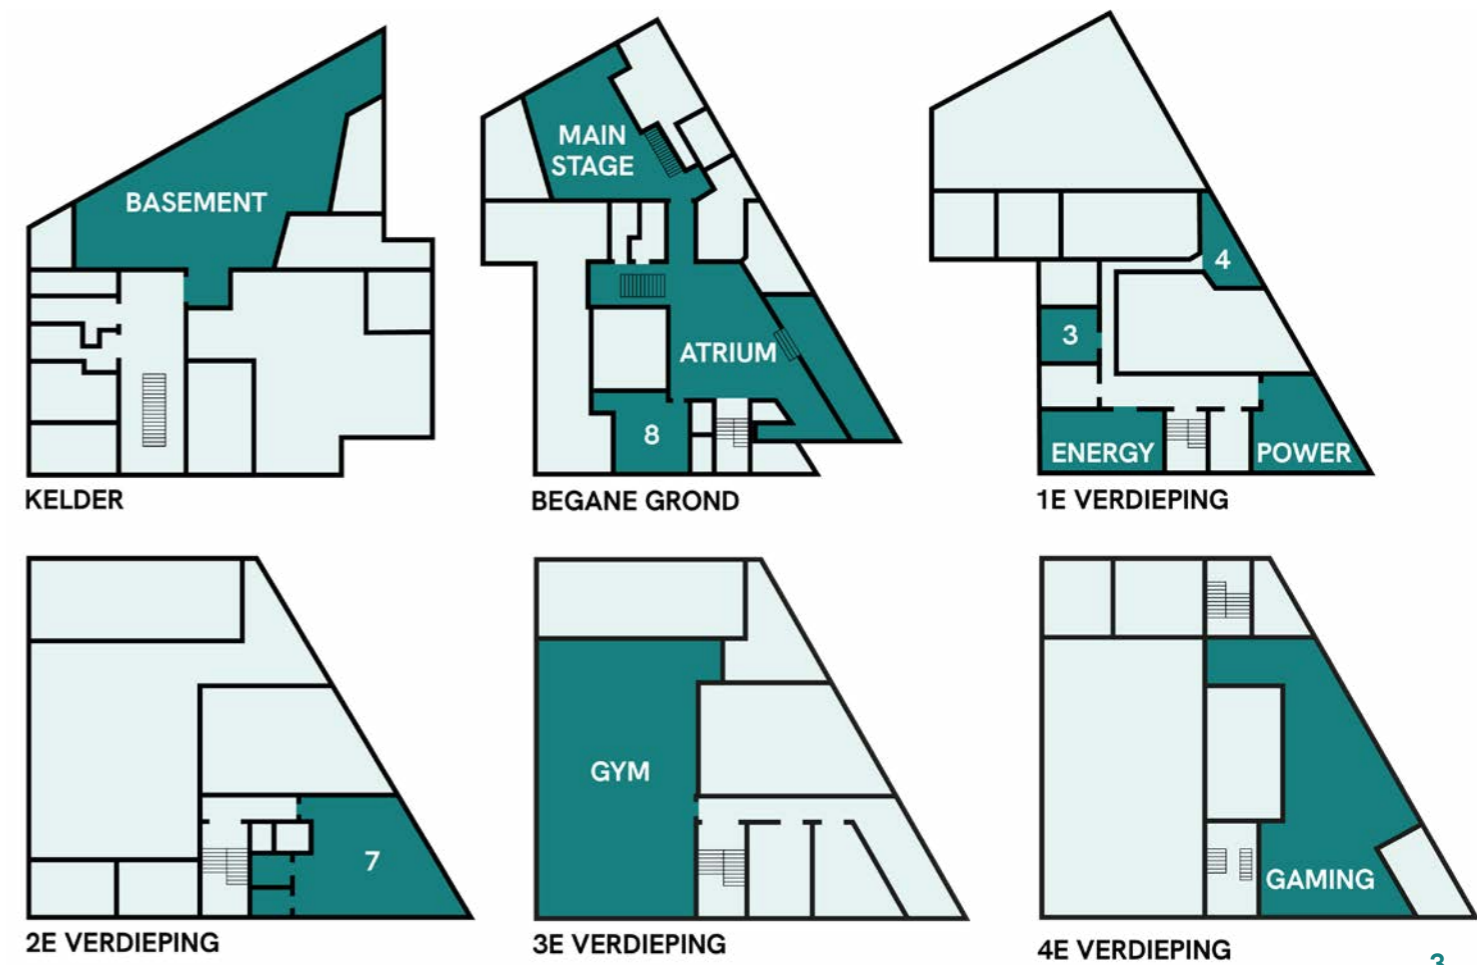 BASEMENT
KELDER
MAIN
STAGE
ATRIUM
8
BEGANE GROND
4
3
ENERGY
POWER
1E VERDIEPING
7
2E VERDIEPING
GYM
3E VERDIEPING
GAMING
4E VERDIEPING
3